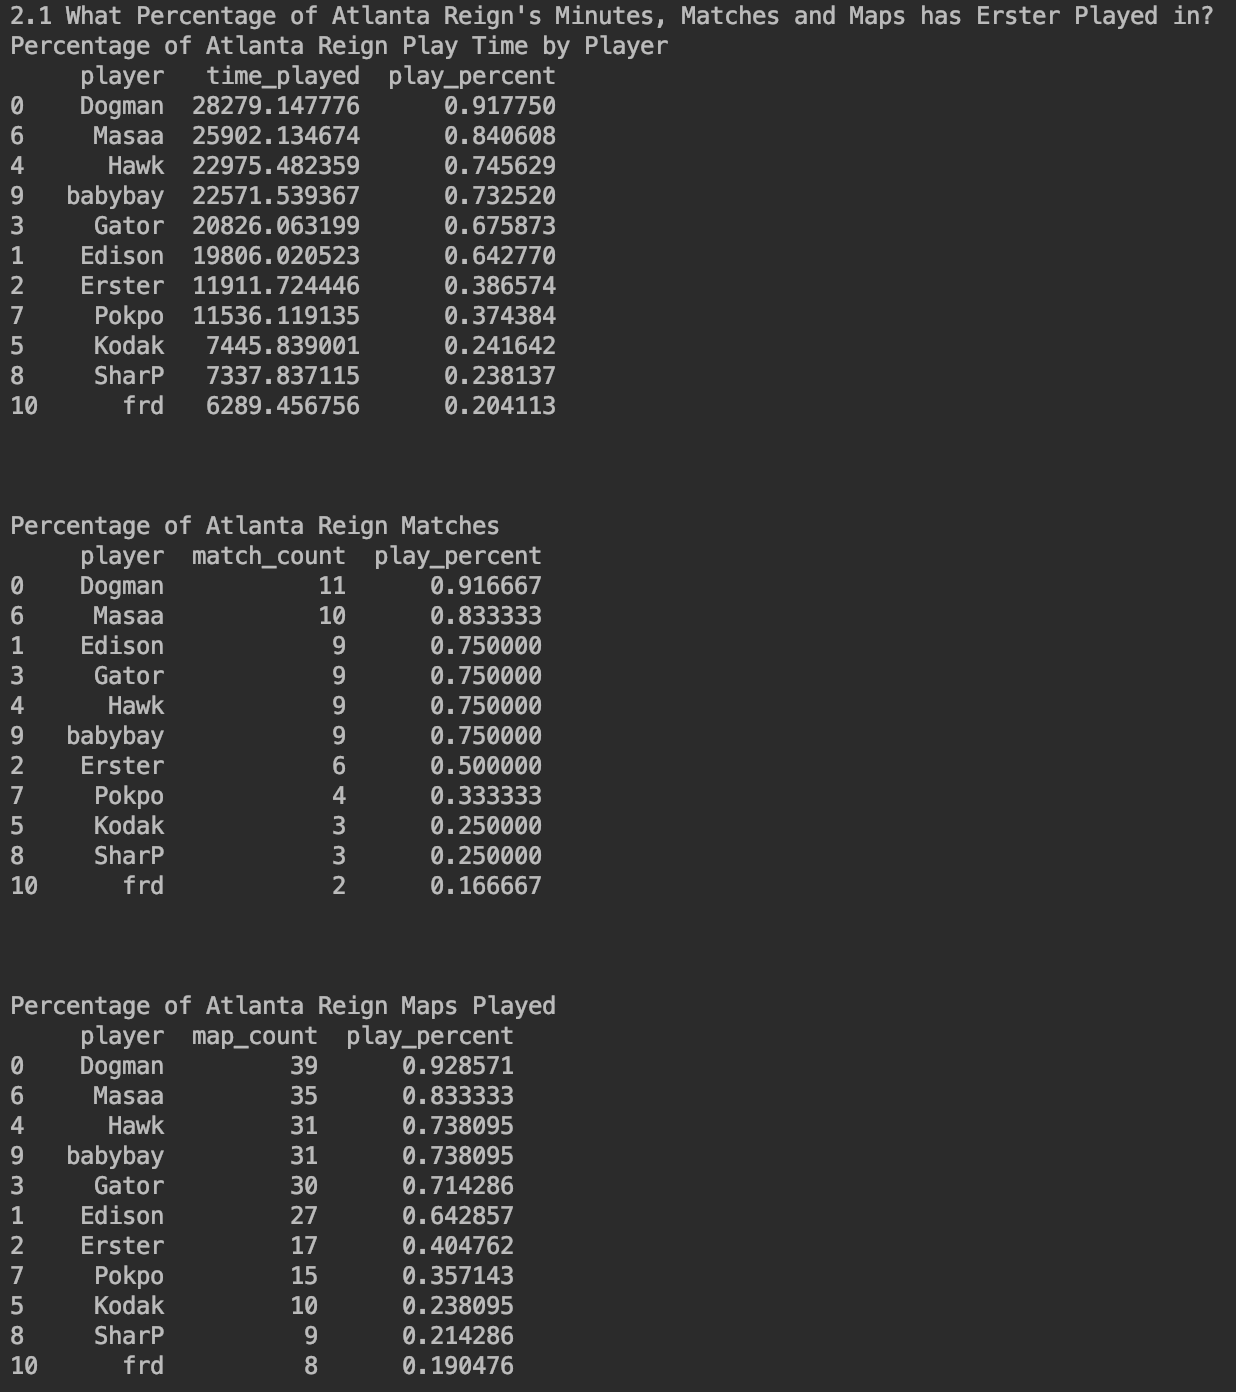 2.1 What Percentage of Atlanta Reign's Minutes, Matches and Maps has Erster Played in?
Percentage of Atlanta Reign Play Time by Player
     player   time_played  play_percent
0    Dogman  28279.147776      0.917750
6     Masaa  25902.134674      0.840608
4      Hawk  22975.482359      0.745629
9   babybay  22571.539367      0.732520
3     Gator  20826.063199      0.675873
1    Edison  19806.020523      0.642770
2    Erster  11911.724446      0.386574
7     Pokpo  11536.119135      0.374384
5     Kodak   7445.839001      0.241642
8     SharP   7337.837115      0.238137
10      frd   6289.456756      0.204113
Percentage of Atlanta Reign Matches
     player  match_count  play_percent
0    Dogman           11      0.916667
6     Masaa           10      0.833333
1    Edison            9      0.750000
3     Gator            9      0.750000
4      Hawk            9      0.750000
9   babybay            9      0.750000
2    Erster            6      0.500000
7     Pokpo            4      0.333333
5     Kodak            3      0.250000
8     SharP            3      0.250000
10      frd            2      0.166667
Percentage of Atlanta Reign Maps Played
     player  map_count  play_percent
0    Dogman         39      0.928571
6     Masaa         35      0.833333
4      Hawk         31      0.738095
9   babybay         31      0.738095
3     Gator         30      0.714286
1    Edison         27      0.642857
2    Erster         17      0.404762
7     Pokpo         15      0.357143
5     Kodak         10      0.238095
8     SharP          9      0.214286
10      frd          8      0.190476